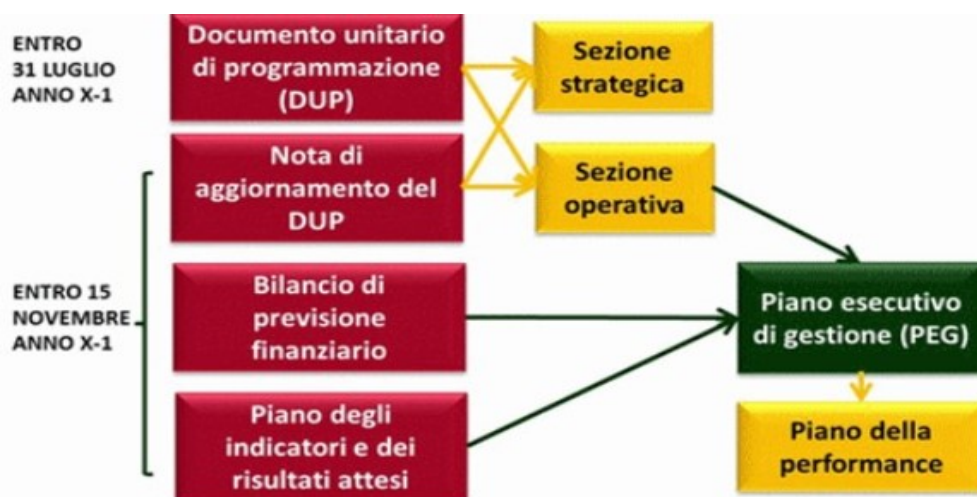 ENTRO
31 LUGLIO
ANNO X-1
Documento unitario
di programmazione
(DUP)
Sezione
strategica
Nota di
aggiornamento del
DUP
Sezione
operativa
ENTRO 15
NOVEMBRE
ANNO X-1
Bilancio di
previsione
finanziario
Piano esecutivo
di gestione (PEG)
Piano degli
indicatori e dei
risultati attesi
Piano della
performance